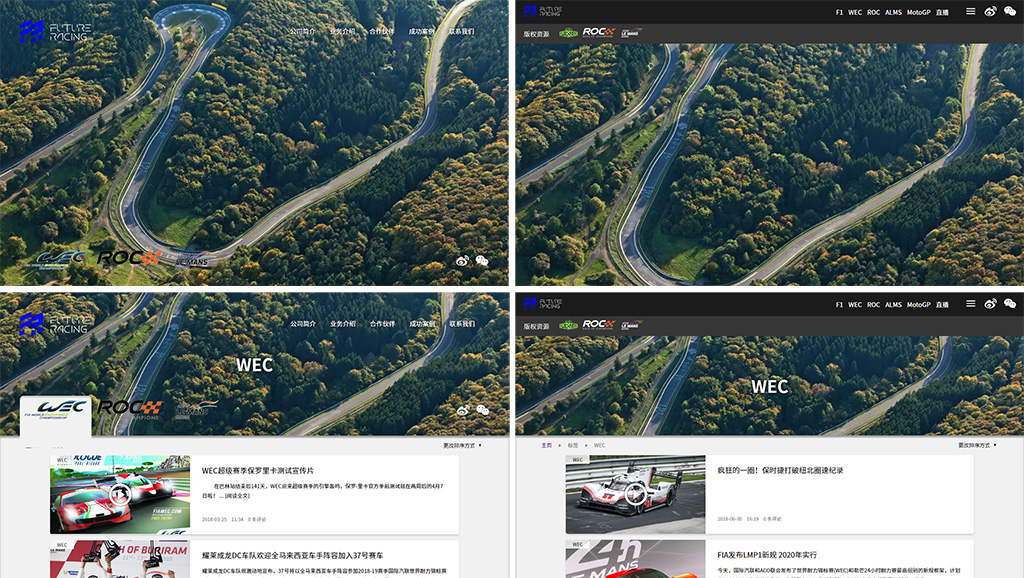 FUTURE
RACING
公司简介 业务介绍 合作伙伴 成功案例 联系我们
WEC ROC LE MANS
FUTURE
RACING
F1 WEC ROC ALMS MotoGP 直播
版权资源 ROC LE MANS
FUTURE
RACING
公司简介 业务介绍 合作伙伴 成功案例 联系我们
WEC
WEC ROC
FIA WORLD ENDURANCE
CHAMPIONSHIP
更改排序方式
WEC
WEC超级赛季保罗里卡测试宣传片
在巴林站结束后141天，WEC迎来超级赛季的引擎轰鸣，保罗·里卡官方季前测试就在两周后的4月7
日啦！ ... [阅读全文]
FIAWEC.COM
2018-03-25 11:34 0 条评论
WEC
H OF BURIRAM
耀莱成龙DC车队欢迎全马来西亚车手阵容加入37号赛车
耀莱成龙DC车队很激动地宣布，37号将以全马来西亚车手阵容参加2018-19赛季国际汽联世界耐力锦标赛
FUTURE
RACING
F1 WEC ROC ALMS MotoGP 直播
版权资源 ROC LE MANS
WEC
主页 标签 WEC
更改排序方式
WEC
疯狂的一圈！保时捷打破纽北圈速纪录
2018-06-30 16:19 0 条评论
WEC
24h
FIA发布LMP1新规 2020年实行
今天，国际汽联和ACO联合发布了世界耐力锦标赛(WEC)和勒芒24小时耐力赛最高组别的新规框架，计划